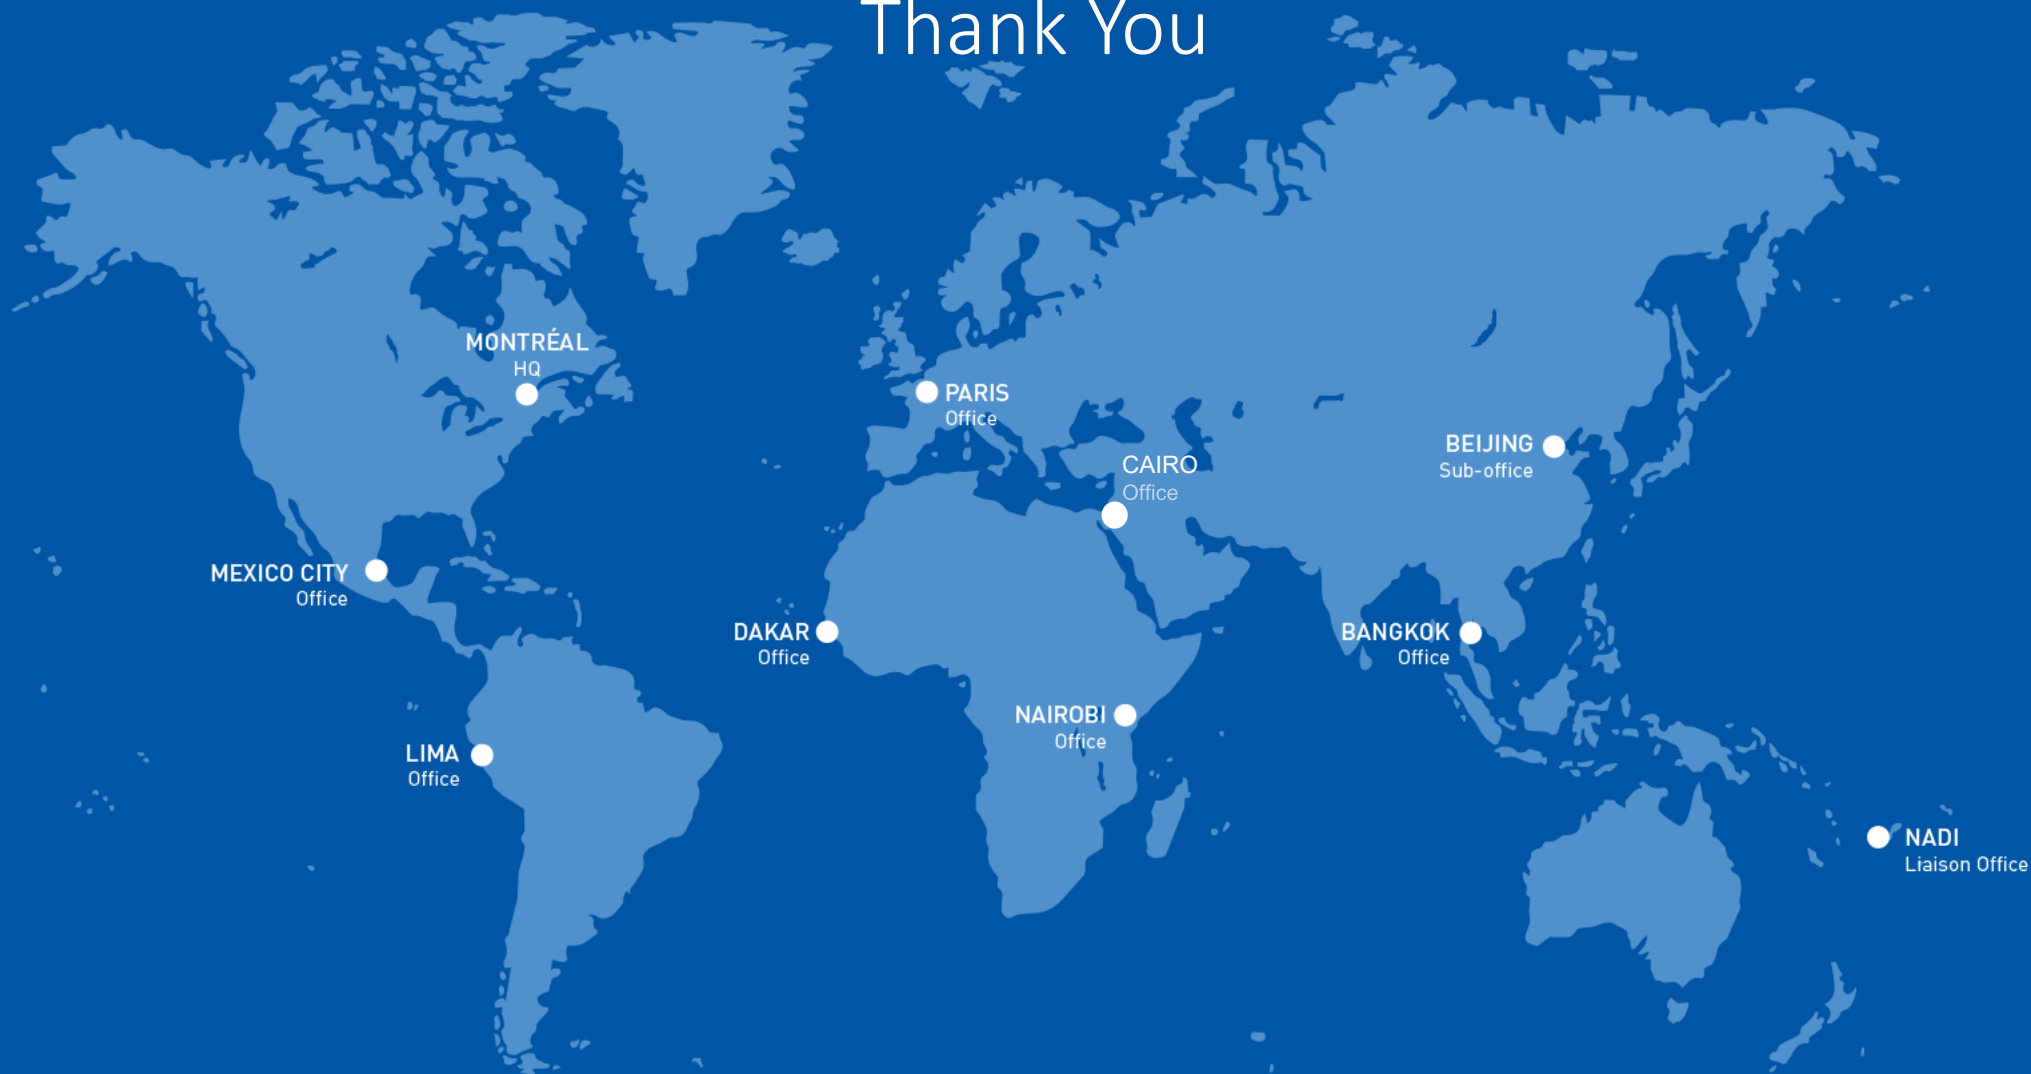 Thank You
MONTRÉAL
HQ
PARIS
Office
BEIJING
Sub-office
CAIRO
Office
MEXICO CITY
Office
DAKAR
Office
BANGKOK
Office
NAIROBI
Office
LIMA
Office
NADI
Liaison Office